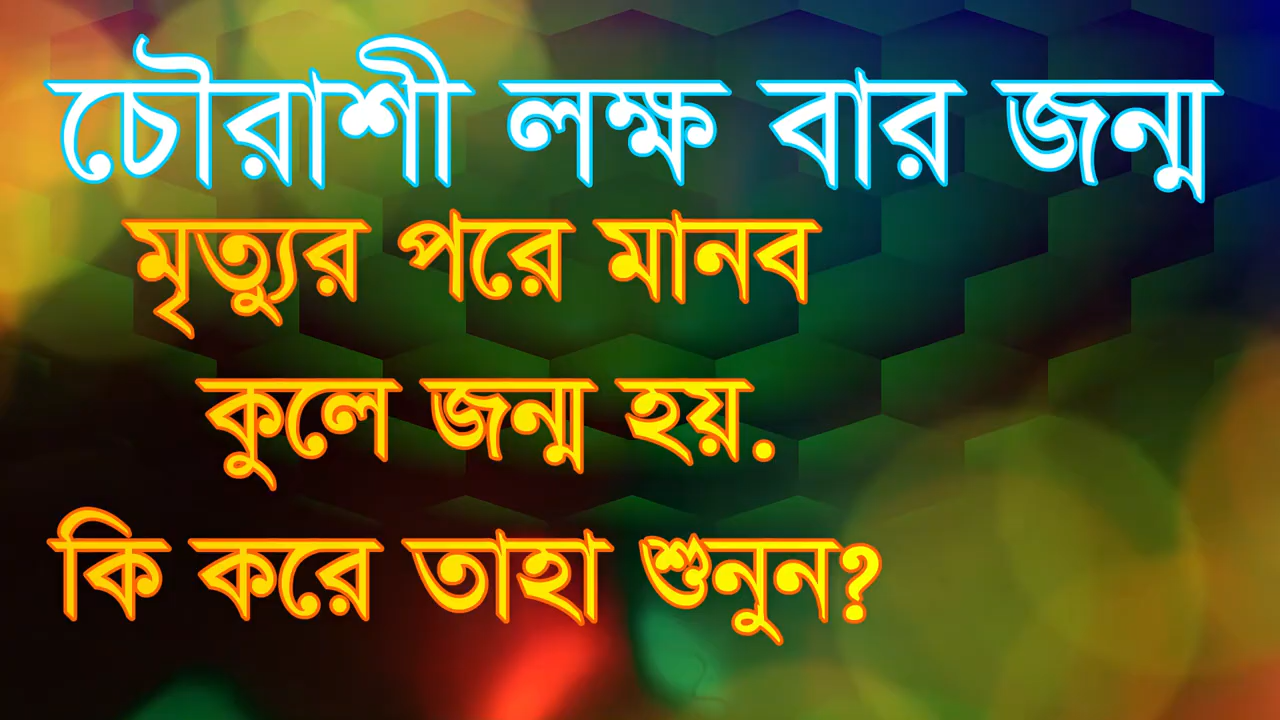 চৌরাশী লক্ষ বার জন্ম
মৃত্যুর পরে মানব
কুলে জন্ম হয়.
কি করে তাহা শুনুন?